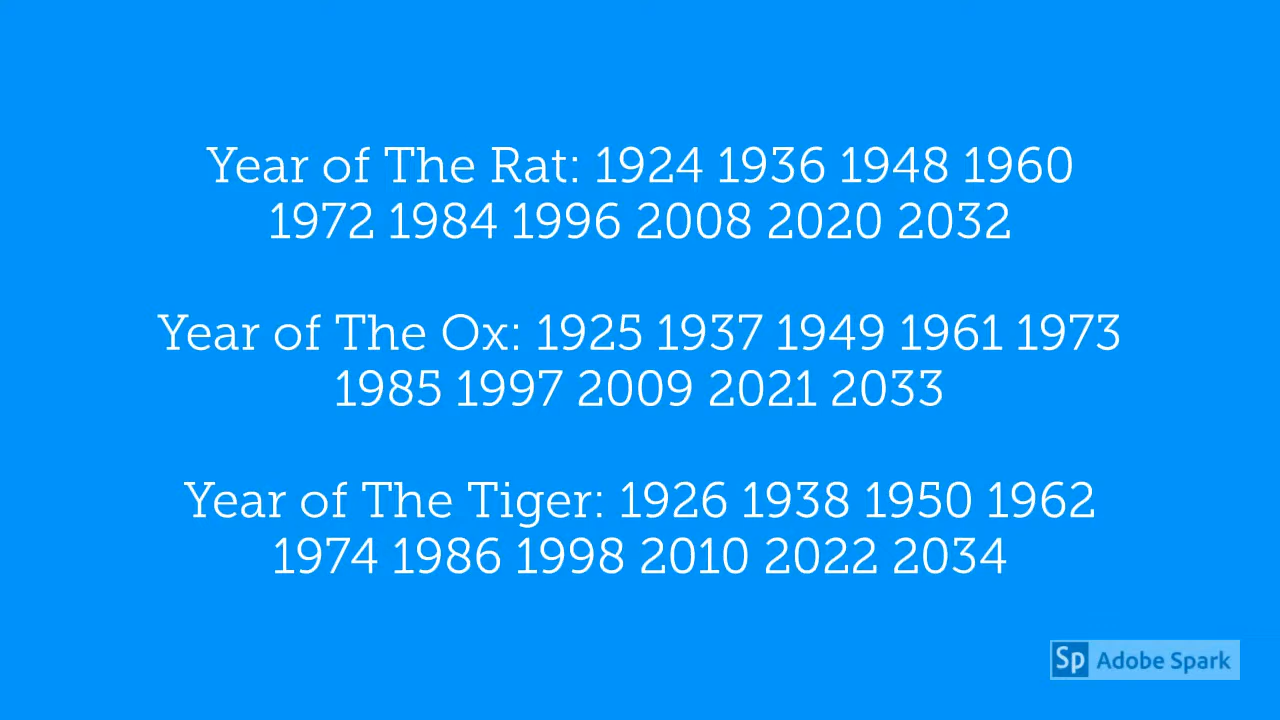 Year of The Rat: 1924 1936 1948 1960
1972 1984 1996 2008 2020 2032
Year of The Ox: 1925 1937 1949 1961 1973
1985 1997 2009 2021 2033
Year of The Tiger: 1926 1938 1950 1962
1974 1986 1998 2010 2022 2034
Sp Adobe Spark